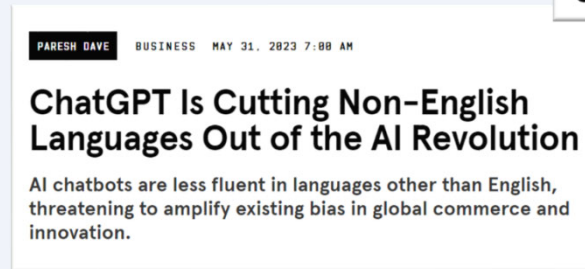 PARESH DAVE BUSINESS MAY 31, 2023 7:00 AM
ChatGPT Is Cutting Non-English
Languages Out of the AI Revolution
AI chatbots are less fluent in languages other than English,
threatening to amplify existing bias in global commerce and
innovation.